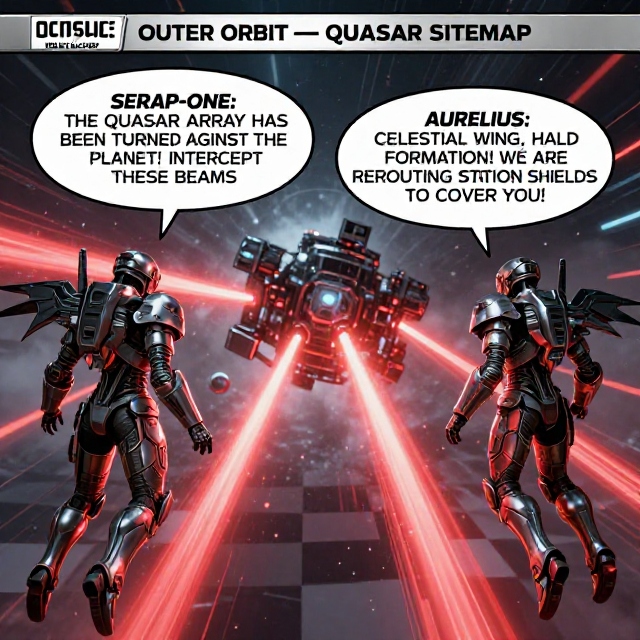 OUTER ORBIT — QUASAR SITEMAP
SERAP-ONE:
THE QUASAR ARRAY HAS
BEEN TURNED AGINST THE
PLANET! INTERCEPT
THESE BEAMS
AURELIUS:
CELESTIAL WING, HALD
FORMATION! WE ARE
REROUTING STITION SHIELDS
TO COVER YOU!